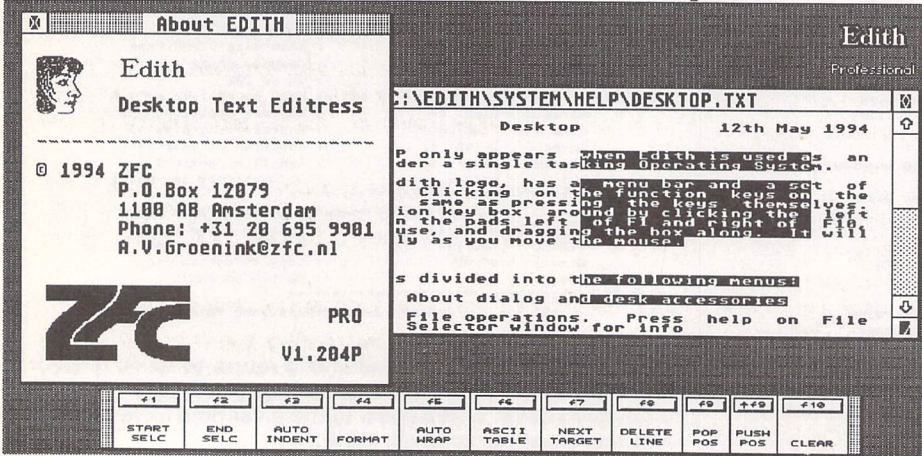 About EDITH
Edith
Desktop Text Editress
© 1994 ZFC
P.O.Box 12079
1100 AB Amsterdam
Phone: +31 20 695 9901
A.V.Groenink@zfc.nl
ZFC
PRO
V1.204P
Edith
Professional
C:\EDITH\SYSTEM\HELP\DESKTOP.TXT
Desktop 12th May 1994
P only appears when Edith is used as an
der a single tasking Operating System.
dith logo, has a menu bar and a set of
Clicking on the function keys on the
same as pressing the keys themselves.
ion key box around by clicking the left
the pads left of F1 and right of F10,
use, and dragging the box along. It will
ly as you move the mouse.
s divided into the following menus:
About dialog and desk accessories
File operations. Press help on File
Selector window for info
f1 f2 f3 f4 f5 f6 f7 f8 f9 ↑f9 f10
START SELC
END SELC
AUTO INDENT
FORMAT
AUTO WRAP
ASCII TABLE
NEXT TARGET
DELETE LINE
POP POS
PUSH POS
CLEAR